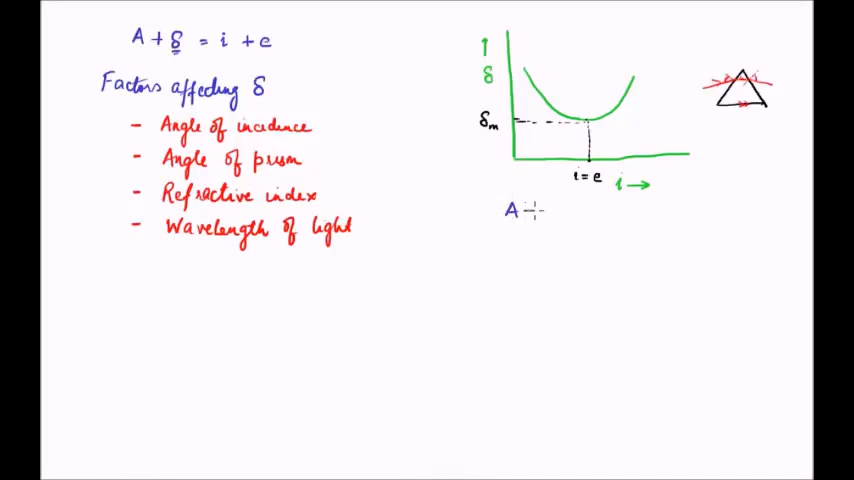 A + δ = i + e
Factors affecting δ
- Angle of incidence
- Angle of prism
- Refractive index
- Wavelength of light
↑
δ
δm
i = e
i →
A +